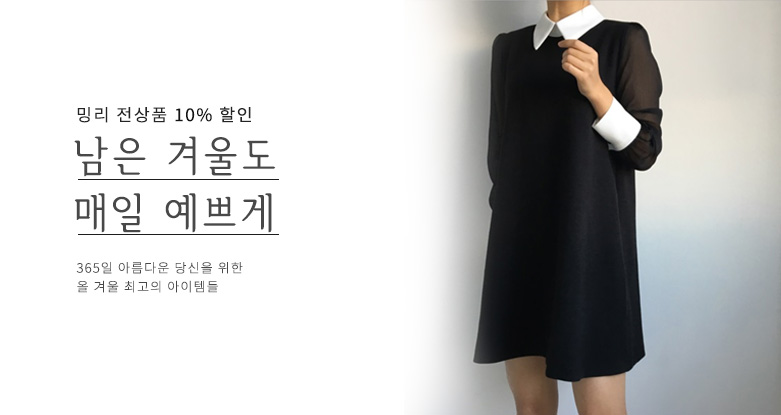 밍리 전상품 10% 할인
남은 겨울도
매일 예쁘게
365일 아름다운 당신을 위한
올 겨울 최고의 아이템들